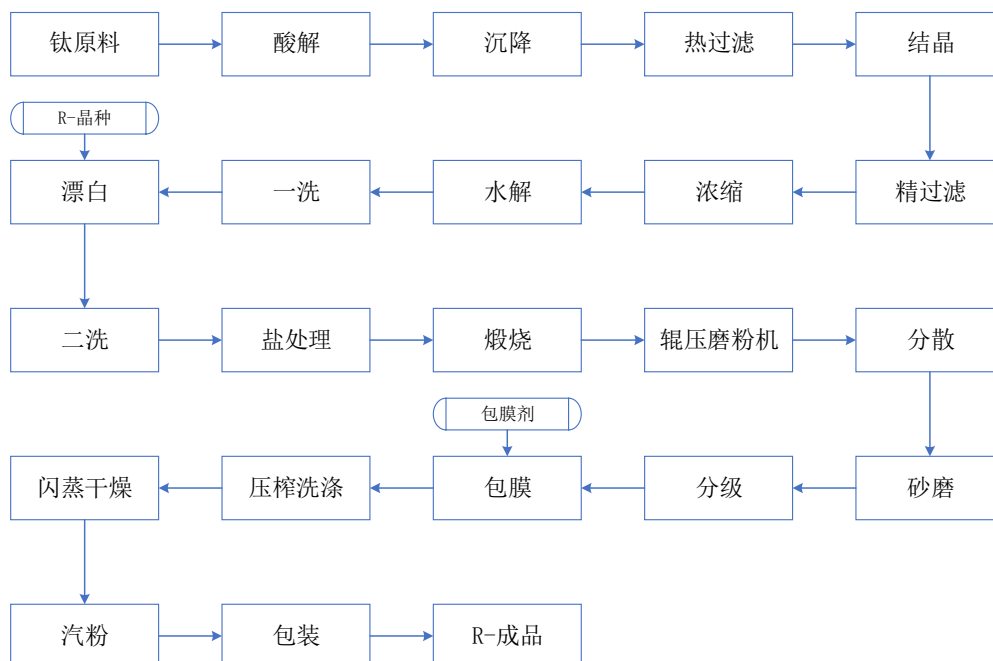 钛原料
酸解
沉降
热过滤
结晶
R-晶种
漂白
一洗
水解
浓缩
精过滤
二洗
盐处理
煅烧
辊压磨粉机
分散
包膜剂
闪蒸干燥
压榨洗涤
包膜
分级
砂磨
汽粉
包装
R-成品